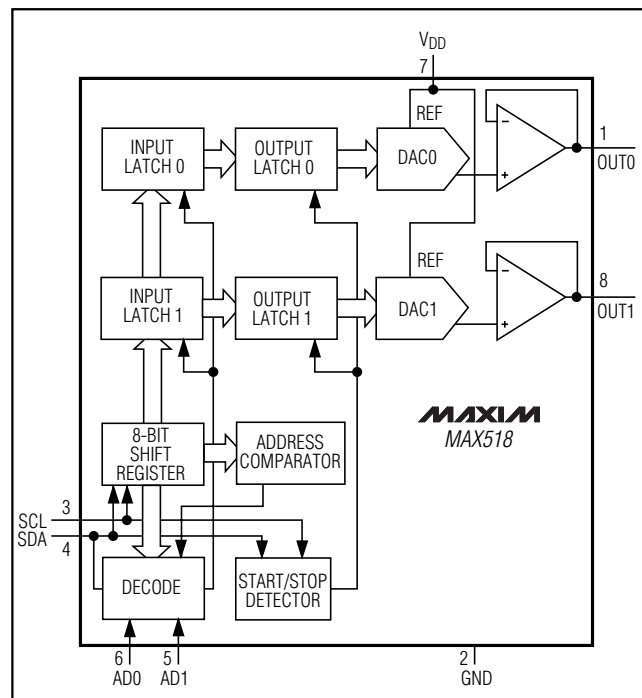 VDD
7
REF
INPUT
LATCH 0
OUTPUT
LATCH 0
DAC0
−
+
1
OUT0
REF
INPUT
LATCH 1
OUTPUT
LATCH 1
DAC1
−
+
8
OUT1
MAXIM
MAX518
8-BIT
SHIFT
REGISTER
ADDRESS
COMPARATOR
3
SCL
SDA
4
DECODE
START/STOP
DETECTOR
6
AD0
5
AD1
2
GND